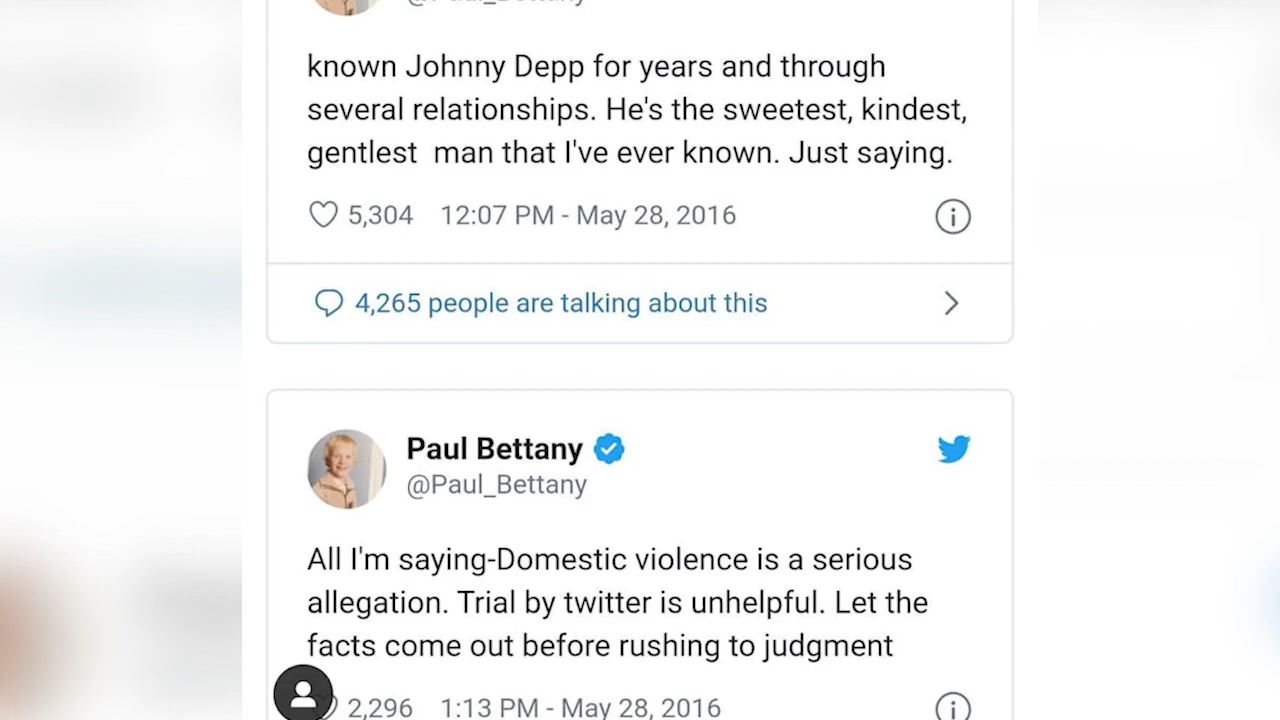 known Johnny Depp for years and through
several relationships. He's the sweetest, kindest,
gentlest  man that I've ever known. Just saying.
5,304 12:07 PM - May 28, 2016
4,265 people are talking about this
Paul Bettany
@Paul_Bettany
All I'm saying-Domestic violence is a serious
allegation. Trial by twitter is unhelpful. Let the
facts come out before rushing to judgment
2,296 1:13 PM - May 28, 2016